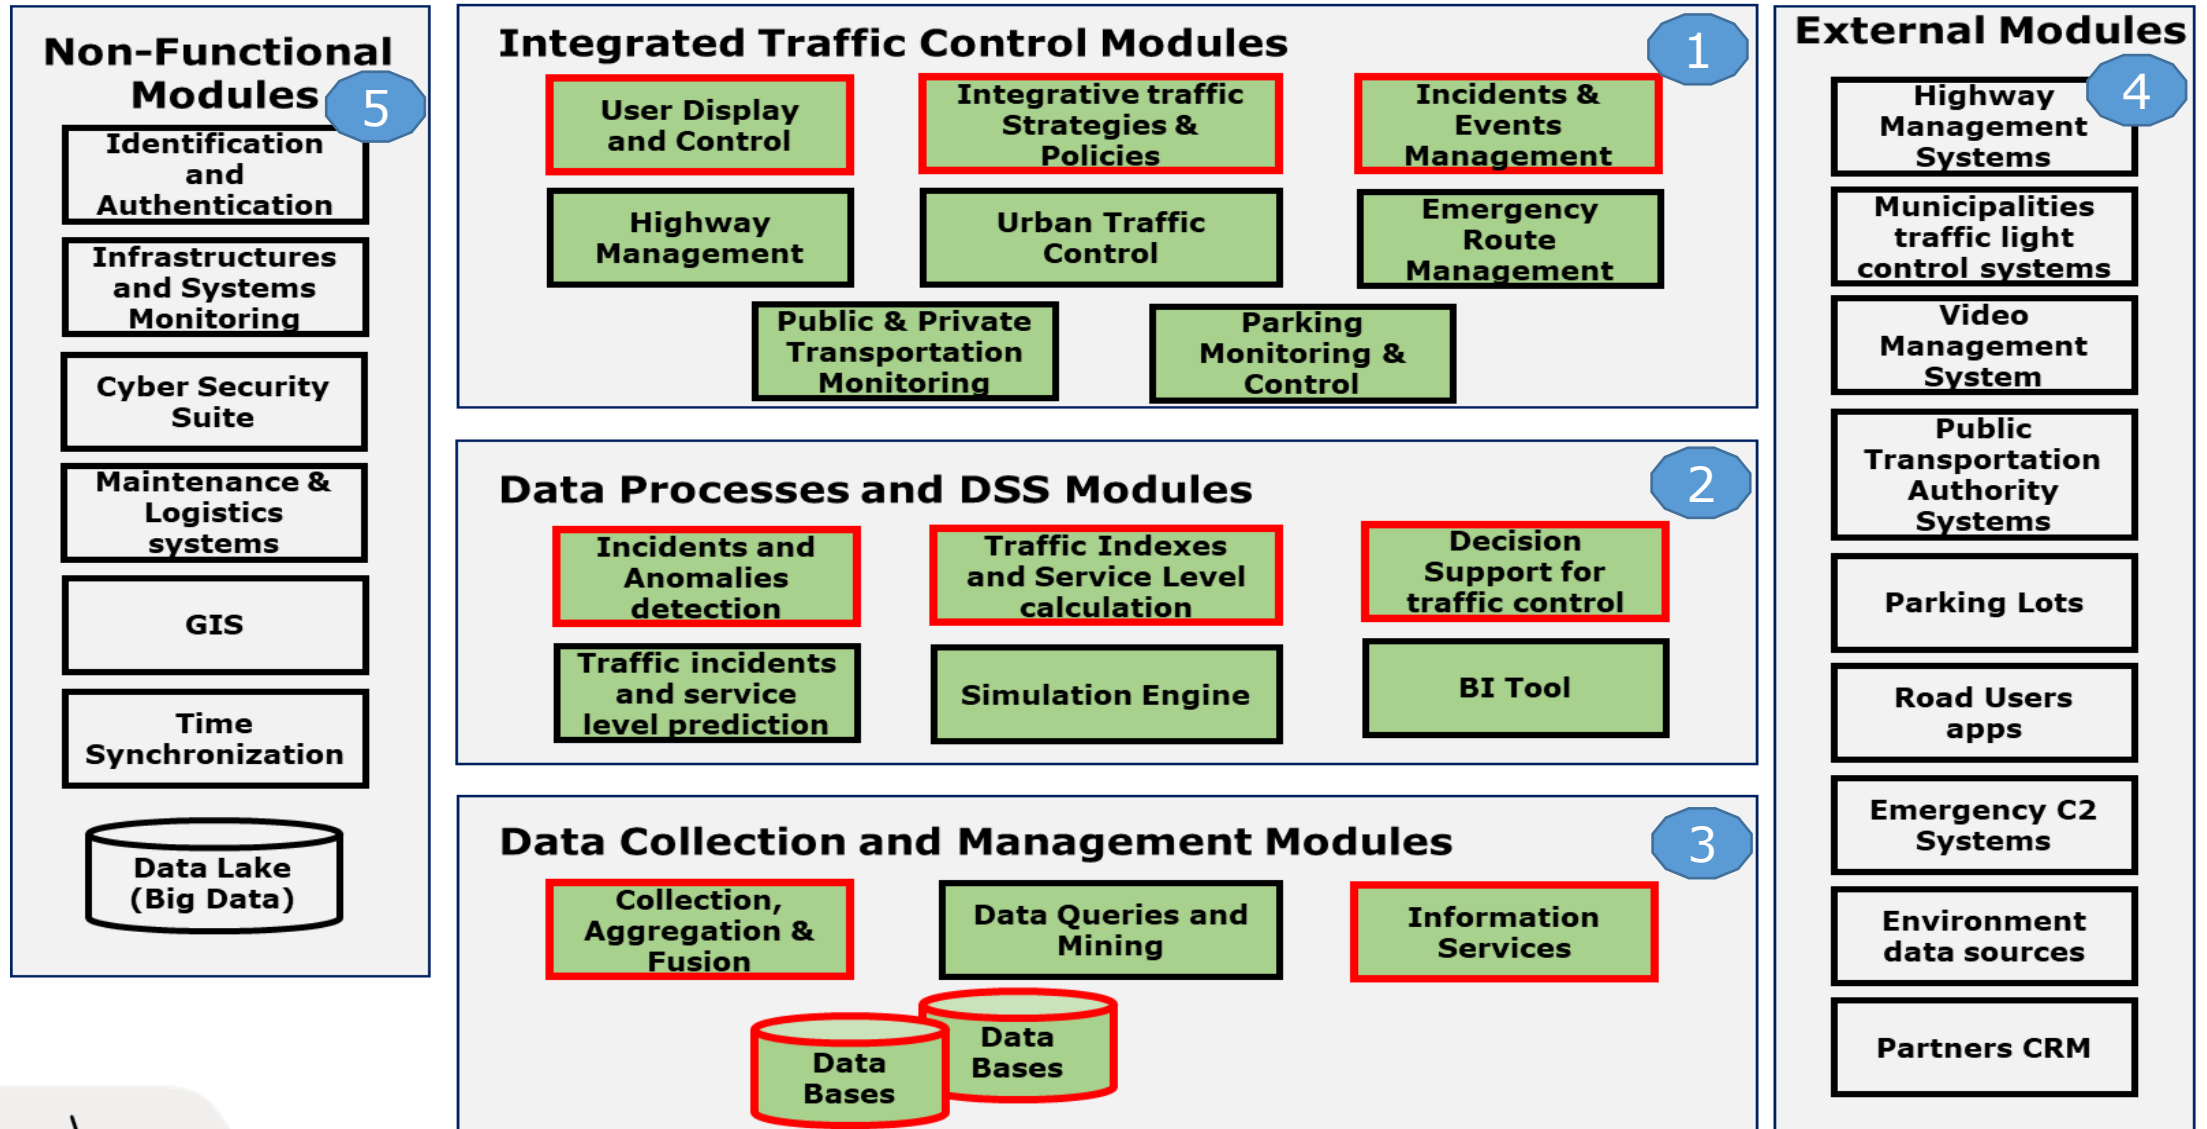 Non-Functional
Modules
5
Identification
and
Authentication
Infrastructures
and Systems
Monitoring
Cyber Security
Suite
Maintenance &
Logistics
systems
GIS
Time
Synchronization
Data Lake
(Big Data)
Integrated Traffic Control Modules
1
User Display
and Control
Integrative traffic
Strategies &
Policies
Incidents &
Events
Management
Highway
Management
Urban Traffic
Control
Emergency
Route
Management
Public & Private
Transportation
Monitoring
Parking
Monitoring &
Control
Data Processes and DSS Modules
2
Incidents and
Anomalies
detection
Traffic Indexes
and Service Level
calculation
Decision
Support for
traffic control
Traffic incidents
and service
level prediction
Simulation Engine
BI Tool
Data Collection and Management Modules
3
Collection,
Aggregation &
Fusion
Data Queries and
Mining
Information
Services
Data
Bases
Data
Bases
External Modules
4
Highway
Management
Systems
Municipalities
traffic light
control systems
Video
Management
System
Public
Transportation
Authority
Systems
Parking Lots
Road Users
apps
Emergency C2
Systems
Environment
data sources
Partners CRM